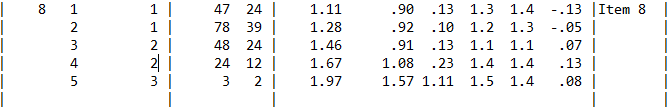 | 8 1 1 | 47 24 | 1.11 .90 .13 1.3 1.4 -.13 |Item 8 |
| 2 1 | 78 39 | 1.28 .92 .10 1.2 1.3 -.05 | |
| 3 2 | 48 24 | 1.46 .91 .13 1.1 1.1 .07 | |
| 4 2 | 24 12 | 1.67 1.08 .23 1.4 1.4 .13 | |
| 5 3 | 3 2 | 1.97 1.57 1.11 1.5 1.4 .08 | |